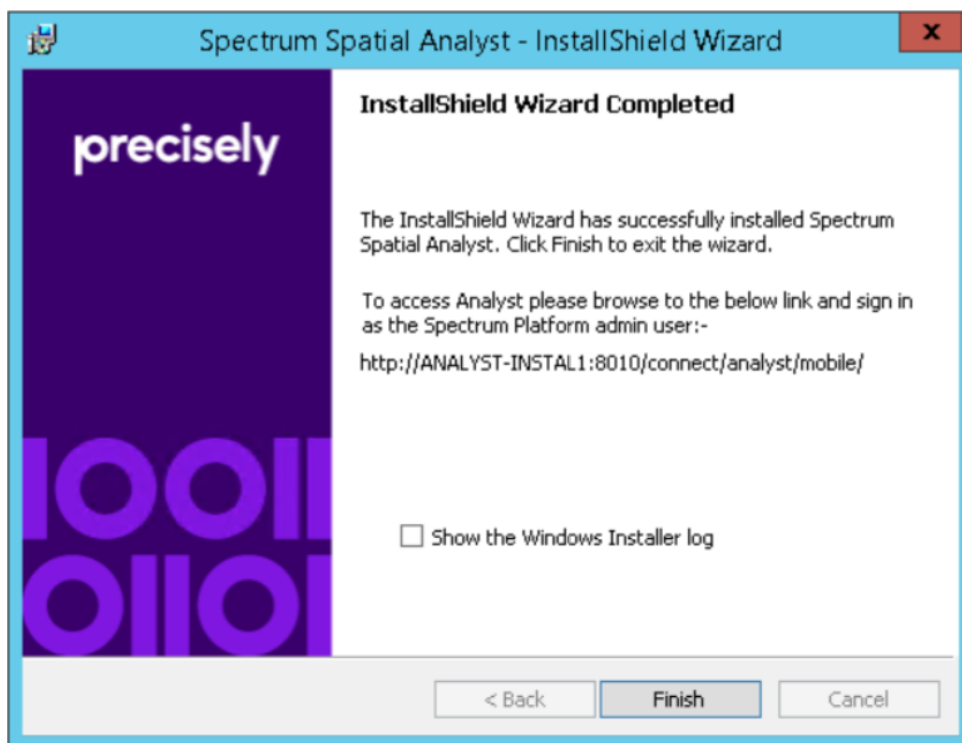 Spectrum Spatial Analyst - InstallShield Wizard
x
precisely
InstallShield Wizard Completed
The InstallShield Wizard has successfully installed Spectrum
Spatial Analyst. Click Finish to exit the wizard.
To access Analyst please browse to the below link and sign in
as the Spectrum Platform admin user:-
http://ANALYST-INSTAL1:8010/connect/analyst/mobile/
Show the Windows Installer log
< Back
Finish
Cancel